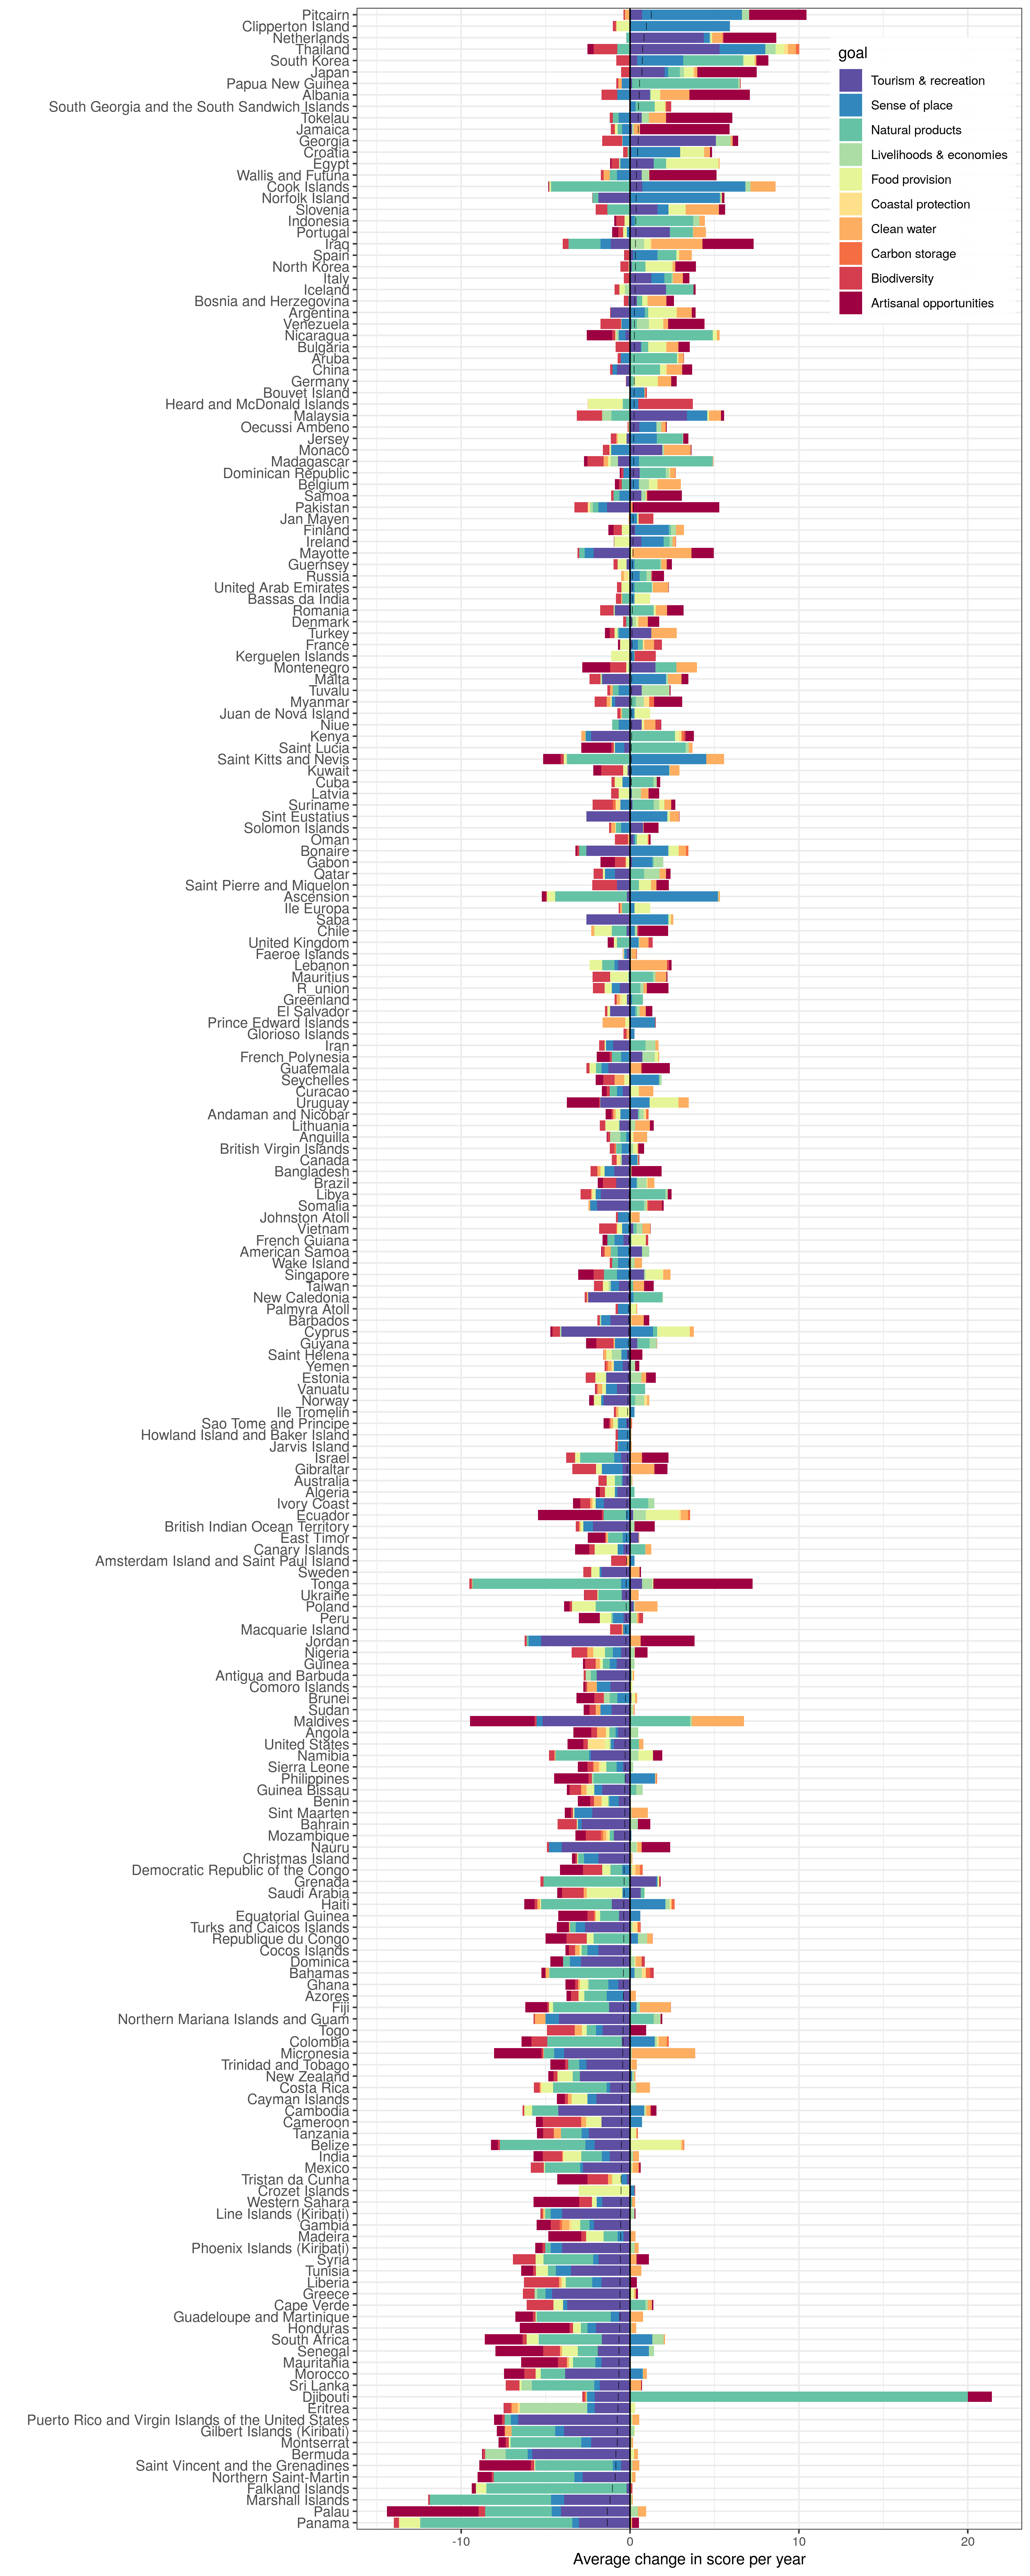 Pitcairn
Clipperton Island
Netherlands
Thailand
South Korea
Japan
Papua New Guinea
Albania
South Georgia and the South Sandwich Islands
Tokelau
Jamaica
Georgia
Croatia
Egypt
Wallis and Futuna
Cook Islands
Norfolk Island
Slovenia
Indonesia
Portugal
Iraq
Spain
North Korea
Italy
Iceland
Bosnia and Herzegovina
Argentina
Venezuela
Nicaragua
Bulgaria
Aruba
China
Germany
Bouvet Island
Heard and McDonald Islands
Malaysia
Oecussi Ambeno
Jersey
Monaco
Madagascar
Dominican Republic
Belgium
Samoa
Pakistan
Jan Mayen
Finland
Ireland
Mayotte
Guernsey
Russia
United Arab Emirates
Bassas da India
Romania
Denmark
Turkey
France
Kerguelen Islands
Montenegro
Malta
Tuvalu
Myanmar
Juan de Nova Island
Niue
Kenya
Saint Lucia
Saint Kitts and Nevis
Kuwait
Cuba
Latvia
Suriname
Sint Eustatius
Solomon Islands
Oman
Bonaire
Gabon
Qatar
Saint Pierre and Miquelon
Ascension
Ile Europa
Saba
Chile
United Kingdom
Faeroe Islands
Lebanon
Mauritius
R_union
Greenland
El Salvador
Prince Edward Islands
Glorioso Islands
Iran
French Polynesia
Guatemala
Seychelles
Curacao
Uruguay
Andaman and Nicobar
Lithuania
Anguilla
British Virgin Islands
Canada
Bangladesh
Brazil
Libya
Somalia
Johnston Atoll
Vietnam
French Guiana
American Samoa
Wake Island
Singapore
Taiwan
New Caledonia
Palmyra Atoll
Barbados
Cyprus
Guyana
Saint Helena
Yemen
Estonia
Vanuatu
Norway
Ile Tromelin
Sao Tome and Principe
Howland Island and Baker Island
Jarvis Island
Israel
Gibraltar
Australia
Algeria
Ivory Coast
Ecuador
British Indian Ocean Territory
East Timor
Canary Islands
Amsterdam Island and Saint Paul Island
Sweden
Tonga
Ukraine
Poland
Peru
Macquarie Island
Jordan
Nigeria
Guinea
Antigua and Barbuda
Comoro Islands
Brunei
Sudan
Maldives
Angola
United States
Namibia
Sierra Leone
Philippines
Guinea Bissau
Benin
Sint Maarten
Bahrain
Mozambique
Nauru
Christmas Island
Democratic Republic of the Congo
Grenada
Saudi Arabia
Haiti
Equatorial Guinea
Turks and Caicos Islands
Republique du Congo
Cocos Islands
Dominica
Bahamas
Ghana
Azores
Fiji
Northern Mariana Islands and Guam
Togo
Colombia
Micronesia
Trinidad and Tobago
New Zealand
Costa Rica
Cayman Islands
Cambodia
Cameroon
Tanzania
Belize
India
Mexico
Tristan da Cunha
Crozet Islands
Western Sahara
Line Islands (Kiribati)
Gambia
Madeira
Phoenix Islands (Kiribati)
Syria
Tunisia
Liberia
Greece
Cape Verde
Guadeloupe and Martinique
Honduras
South Africa
Senegal
Mauritania
Morocco
Sri Lanka
Djibouti
Eritrea
Puerto Rico and Virgin Islands of the United States
Gilbert Islands (Kiribati)
Montserrat
Bermuda
Saint Vincent and the Grenadines
Northern Saint-Martin
Falkland Islands
Marshall Islands
Palau
Panama
-10 0 10 20
Average change in score per year
goal
Tourism & recreation
Sense of place
Natural products
Livelihoods & economies
Food provision
Coastal protection
Clean water
Carbon storage
Biodiversity
Artisanal opportunities